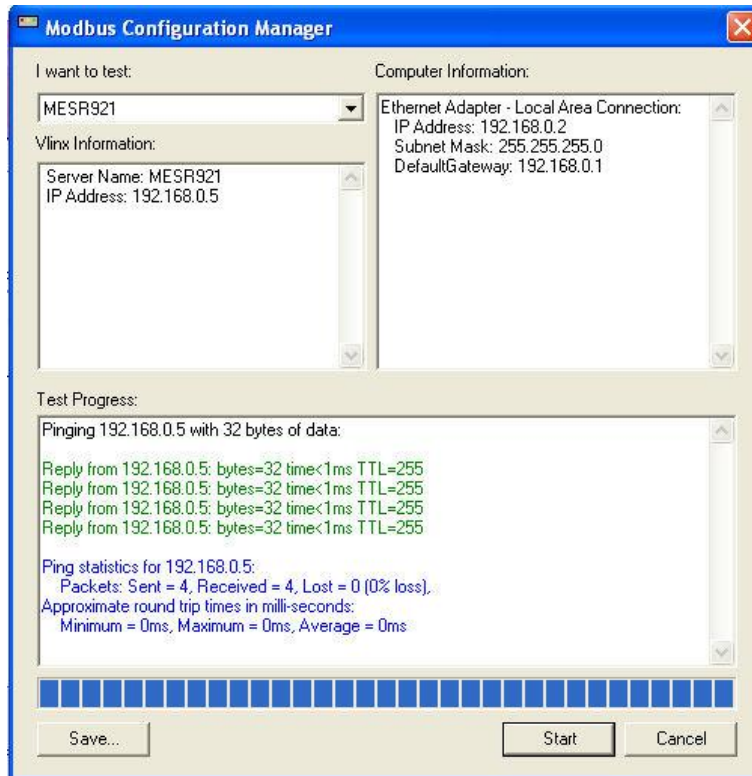 Modbus Configuration Manager
I want to test:
MESR921
Vlinx Information:
Server Name: MESR921
IP Address: 192.168.0.5
Computer Information:
Ethernet Adapter - Local Area Connection:
IP Address: 192.168.0.2
Subnet Mask: 255.255.255.0
DefaultGateway: 192.168.0.1
Test Progress:
Pinging 192.168.0.5 with 32 bytes of data:
Reply from 192.168.0.5: bytes=32 time<1ms TTL=255
Reply from 192.168.0.5: bytes=32 time<1ms TTL=255
Reply from 192.168.0.5: bytes=32 time<1ms TTL=255
Reply from 192.168.0.5: bytes=32 time<1ms TTL=255
Ping statistics for 192.168.0.5:
Packets: Sent = 4, Received = 4, Lost = 0 (0% loss),
Approximate round trip times in milli-seconds:
Minimum = 0ms, Maximum = 0ms, Average = 0ms
Save...
Start
Cancel